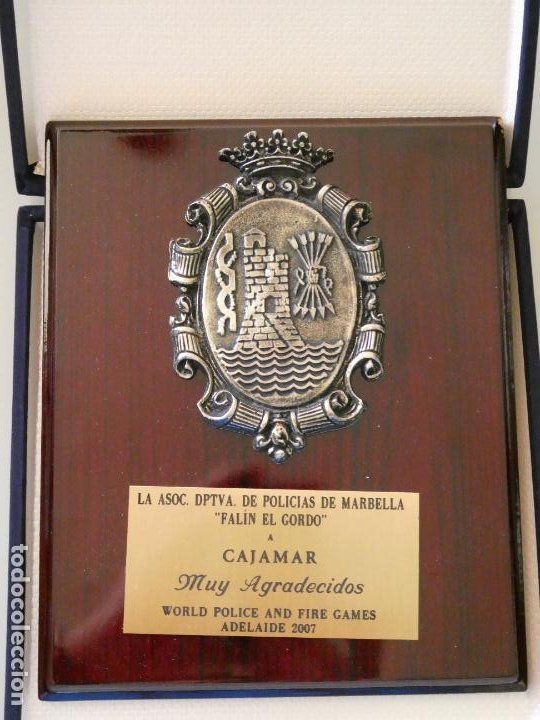 LA ASOC. DPTVA. DE POLICIAS DE MARBELLA
"FALÍN EL GORDO"
A
CAJAMAR
Muy Agradecidos
WORLD POLICE AND FIRE GAMES
ADELAIDE 2007
todocoleccion